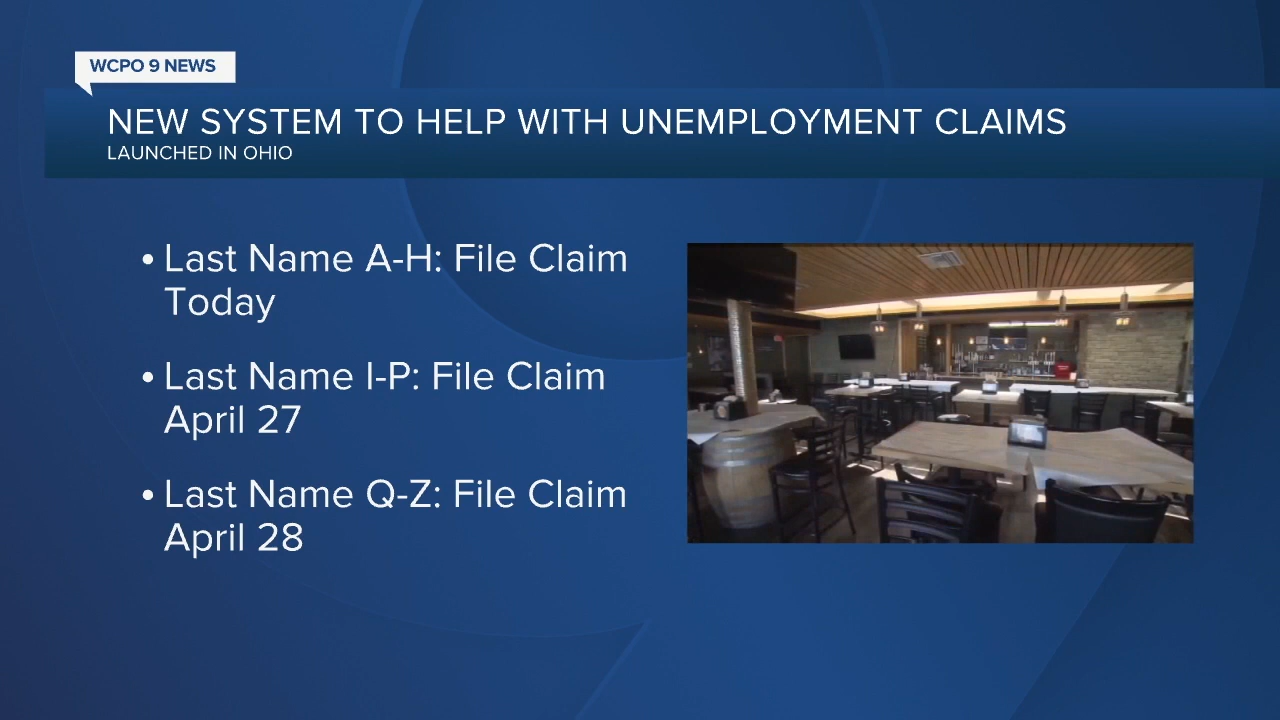 WCPO 9 NEWS
NEW SYSTEM TO HELP WITH UNEMPLOYMENT CLAIMS
LAUNCHED IN OHIO
• Last Name A-H: File Claim
Today
• Last Name I-P: File Claim
April 27
• Last Name Q-Z: File Claim
April 28